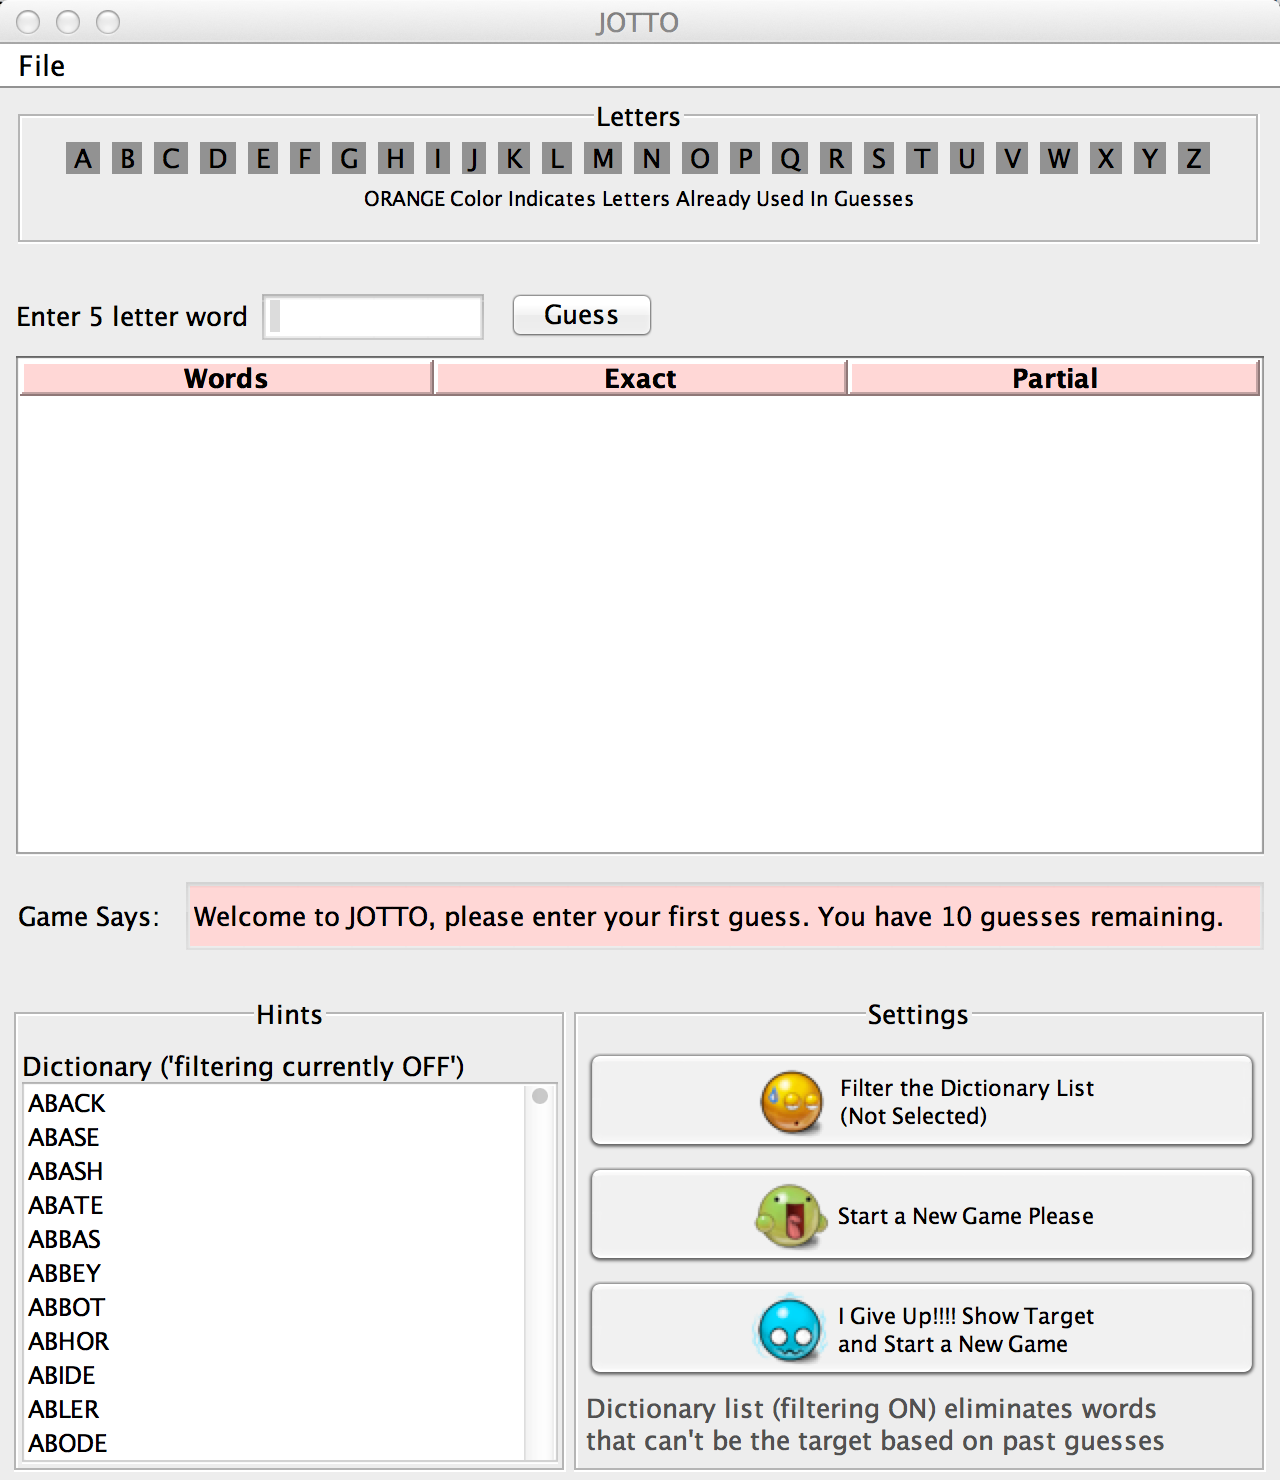 JOTTO
File
Letters
A B C D E F G H I J K L M N O P Q R S T U V W X Y Z
ORANGE Color Indicates Letters Already Used In Guesses
Enter 5 letter word Guess
Words Exact Partial
Game Says: Welcome to JOTTO, please enter your first guess. You have 10 guesses remaining.
Hints
Dictionary ('filtering currently OFF')
ABACK
ABASE
ABASH
ABATE
ABBAS
ABBEY
ABBOT
ABHOR
ABIDE
ABLER
ABODE
Settings
Filter the Dictionary List
(Not Selected)
Start a New Game Please
I Give Up!!!! Show Target
and Start a New Game
Dictionary list (filtering ON) eliminates words
that can't be the target based on past guesses